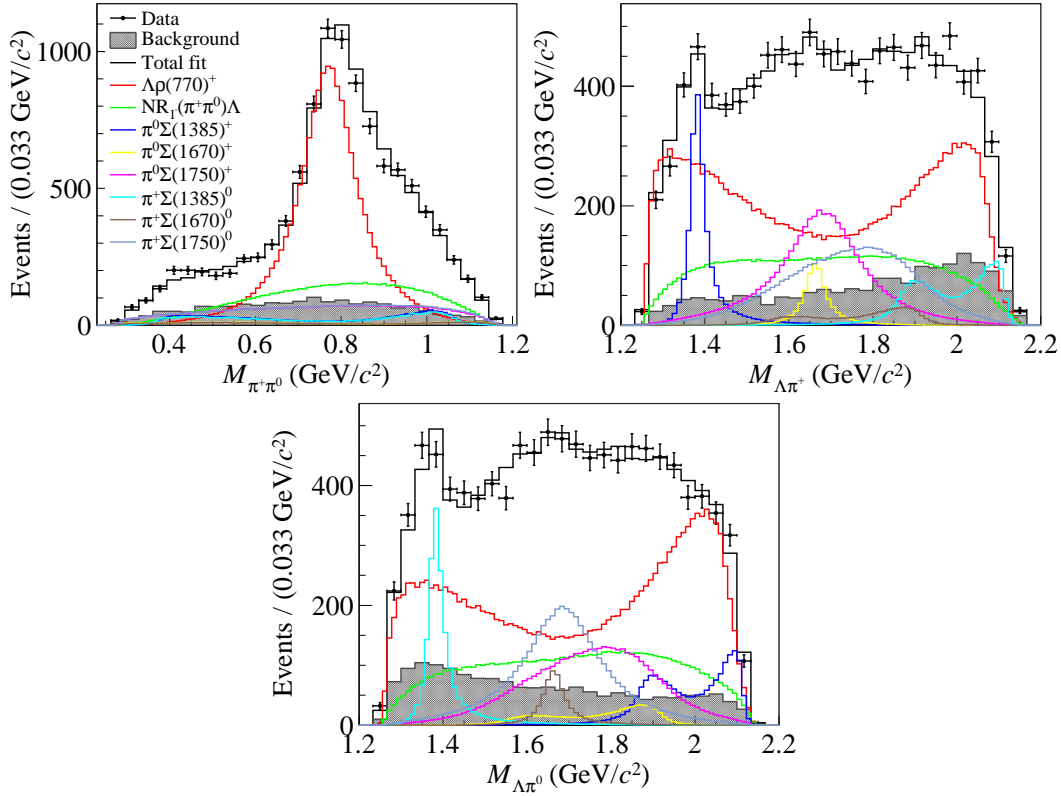 Events / (0.033 GeV/c²)
1000
500
0
Data
Background
Total fit
Λρ(770)⁺
NR₁-(π⁺π⁰)Λ
π⁰Σ(1385)⁺
π⁰Σ(1670)⁺
π⁰Σ(1750)⁺
π⁺Σ(1385)⁰
π⁺Σ(1670)⁰
π⁺Σ(1750)⁰
0.4 0.6 0.8 1 1.2
M_π⁺π⁰ (GeV/c²)
Events / (0.033 GeV/c²)
400
200
0
1.2 1.4 1.6 1.8 2 2.2
M_Λπ⁺ (GeV/c²)
Events / (0.033 GeV/c²)
400
200
0
1.2 1.4 1.6 1.8 2 2.2
M_Λπ⁰ (GeV/c²)